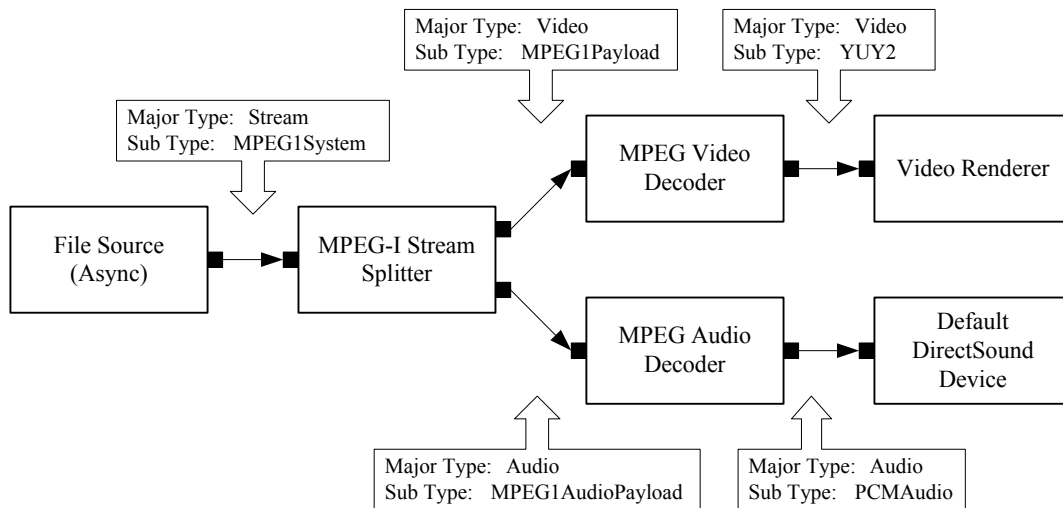 Major Type: Video
Sub Type: MPEG1Payload
Major Type: Video
Sub Type: YUY2
Major Type: Stream
Sub Type: MPEG1System
MPEG Video
Decoder
Video Renderer
File Source
(Async)
MPEG-I Stream
Splitter
MPEG Audio
Decoder
Default
DirectSound
Device
Major Type: Audio
Sub Type: MPEG1AudioPayload
Major Type: Audio
Sub Type: PCMAudio